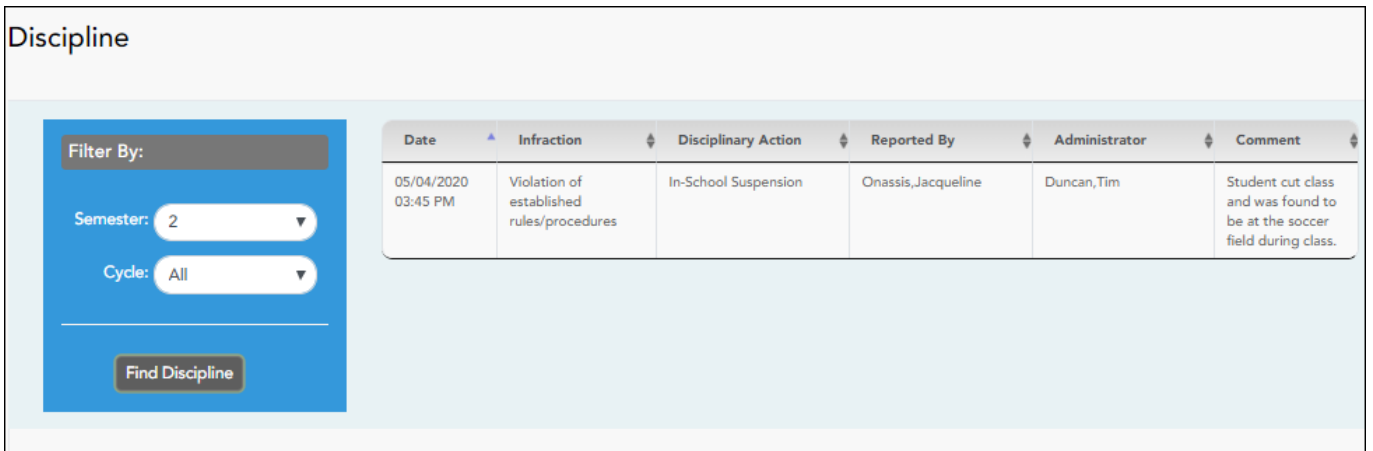 Discipline
Filter By:
Semester: 2
Cycle: All
Find Discipline
Date Infraction Disciplinary Action Reported By Administrator Comment
05/04/2020 Violation of In-School Suspension Onassis,Jacqueline Duncan,Tim Student cut class
03:45 PM established and was found to
rules/procedures be at the soccer
field during class.